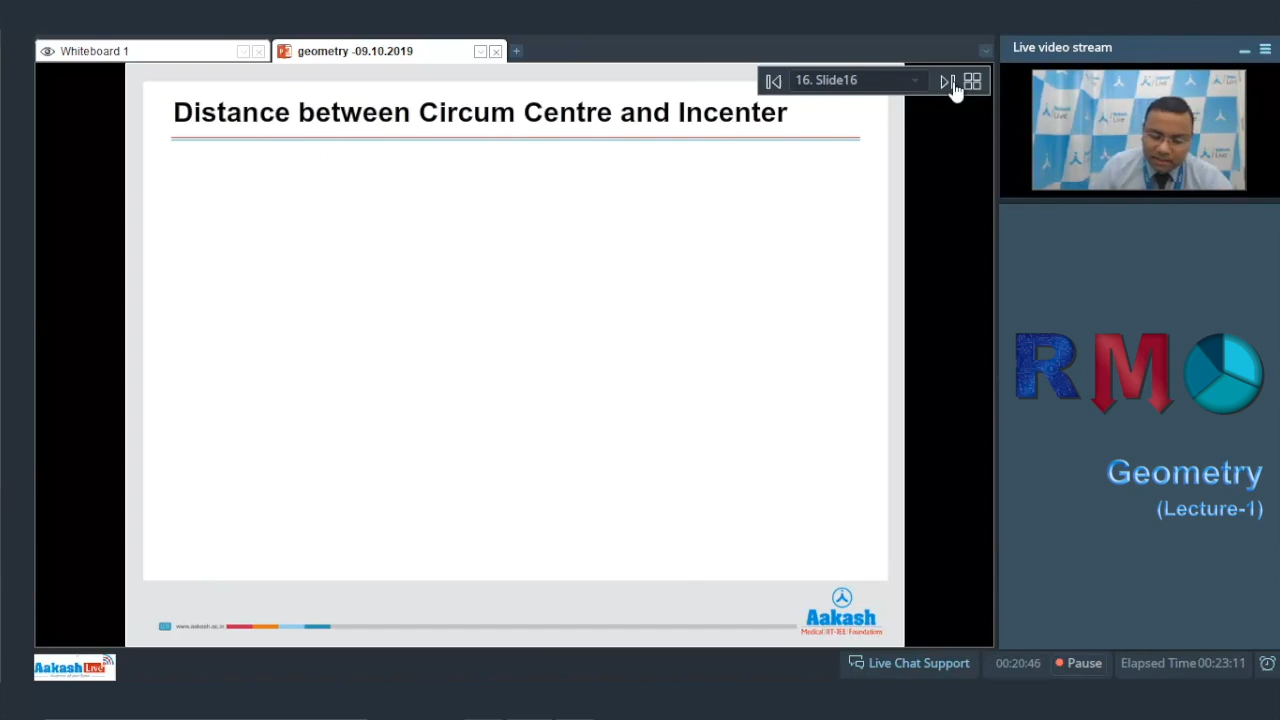 Whiteboard 1
geometry -09.10.2019
Live video stream
16. Slide16
Distance between Circum Centre and Incenter
RMO
Geometry
(Lecture-1)
Aakash
Medical|IIT-JEE|Foundations
www.aakash.ac.in
Aakash Live
Live Chat Support
00:20:46
Pause
Elapsed Time 00:23:11